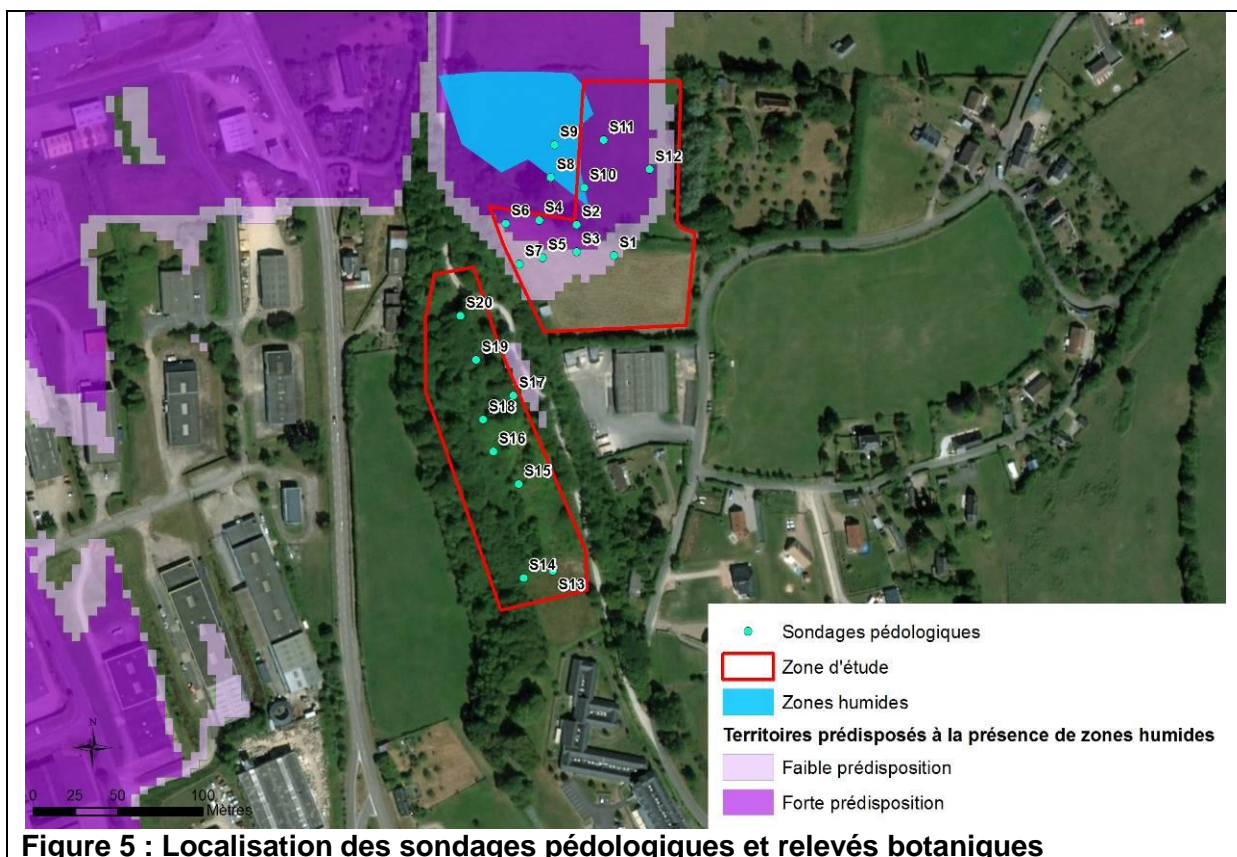 S9
S11
S8
S12
S10
S6
S4
S2
S7
S5
S3
S1
S20
S19
S17
S18
S16
S15
S14
S13
N
0 25 50 100
Mètres
Sondages pédologiques
Zone d'étude
Zones humides
Territoires prédisposés à la présence de zones humides
Faible prédisposition
Forte prédisposition
Figure 5 : Localisation des sondages pédologiques et relevés botaniques